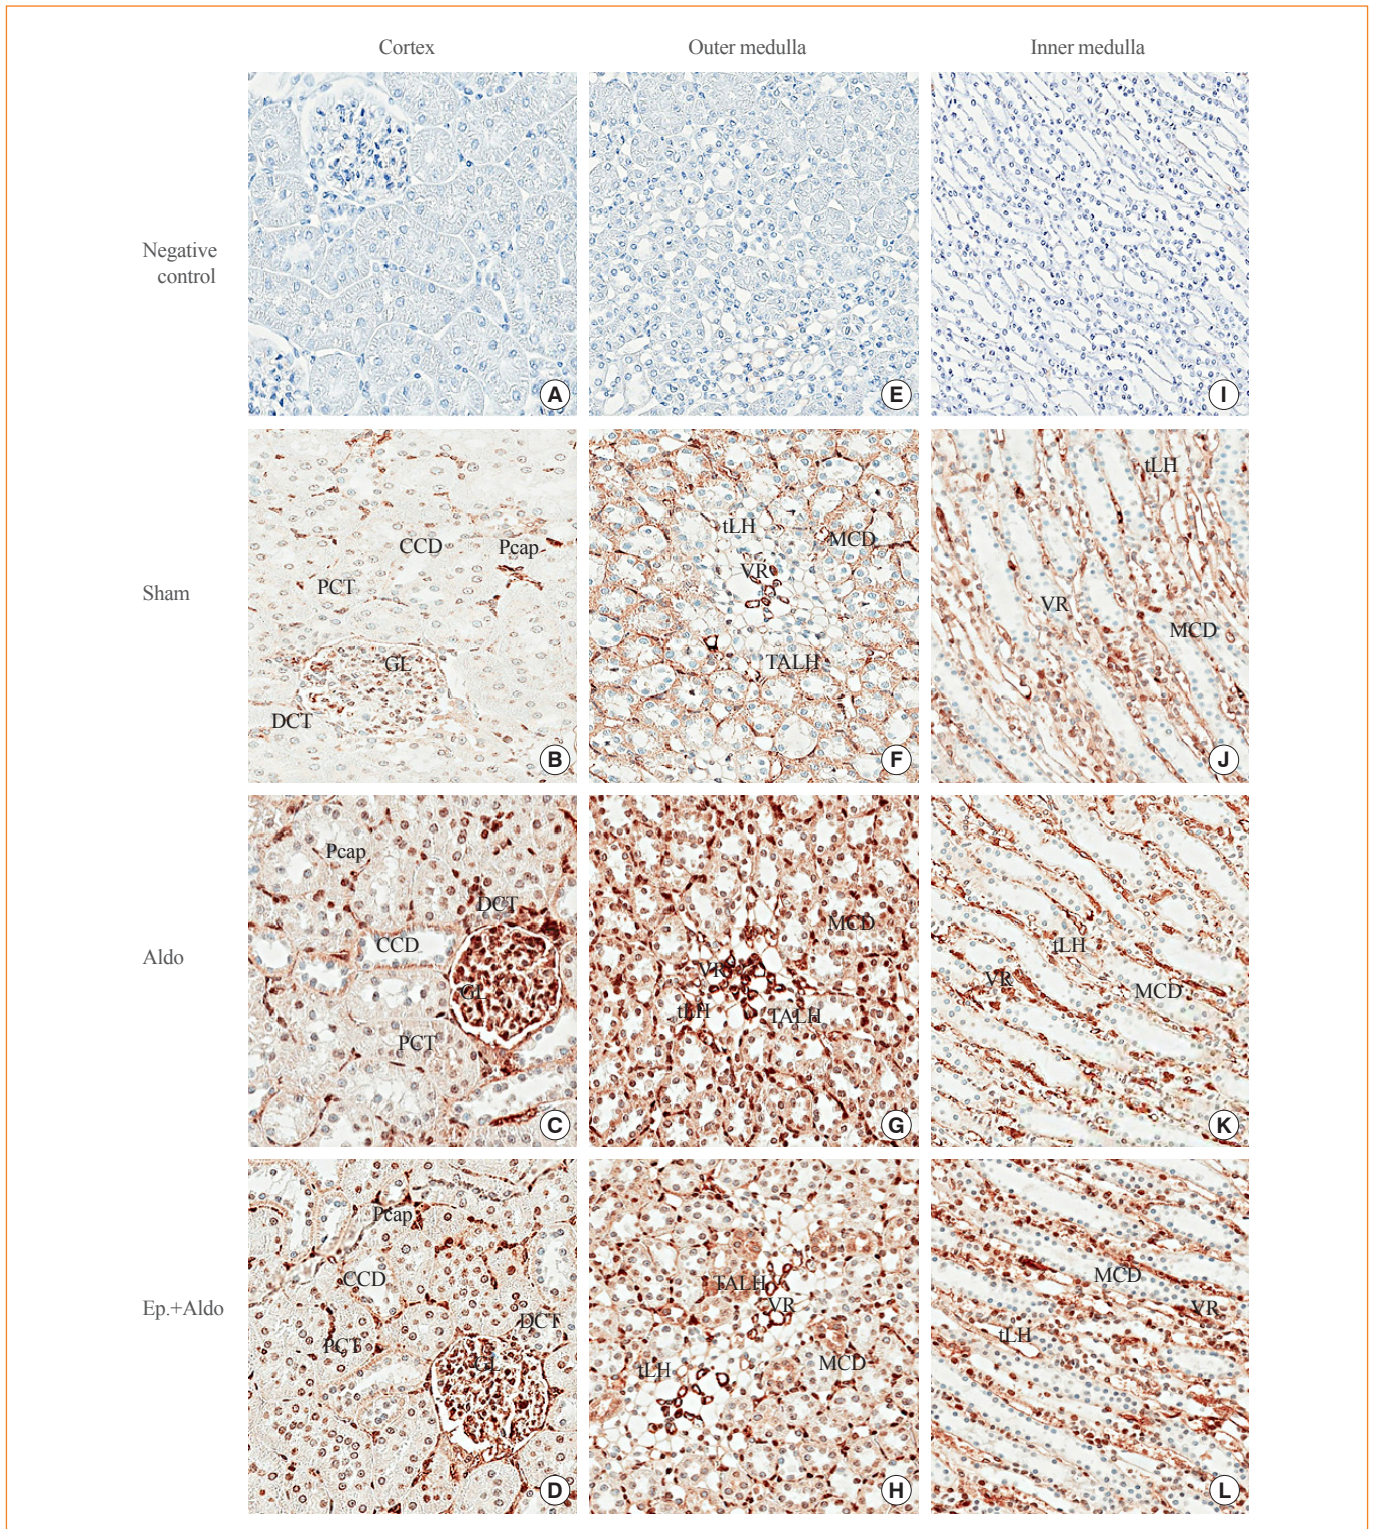 Cortex Outer medulla Inner medulla
Negative
control
A E I
Sham
CCD Pcap
PCT
GL
DCT
B
tLH
MCD
VR
TALH
F
tLH
VR
MCD
J
Aldo
Pcap
DCT
CCD
GL
PCT
C
MCD
VR
tLH TALH
G
tLH
VR
MCD
K
Ep.+Aldo
Pcap
CCD
DCT
PCT
GL
D
TALH
VR
tLH MCD
H
MCD
VR
tLH
L